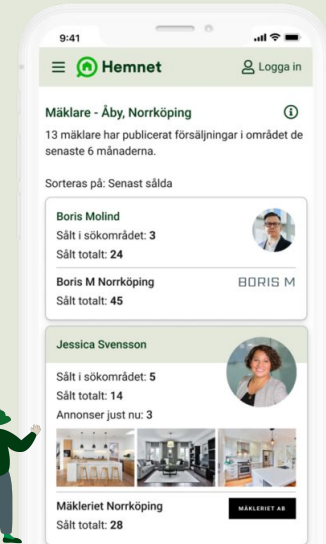 9:41
Hemnet
Logga in
Mäklare - Åby, Norrköping
13 mäklare har publicerat försäljningar i området de
senaste 6 månaderna.
Sorteras på: Senast sålda
Boris Molind
Sålt i sökområdet: 3
Sålt totalt: 24
Boris M Norrköping
BORIS M
Sålt totalt: 45
Jessica Svensson
Sålt i sökområdet: 5
Sålt totalt: 14
Annonser just nu: 3
Mäkleriet Norrköping
MÄKLERIET AB
Sålt totalt: 28